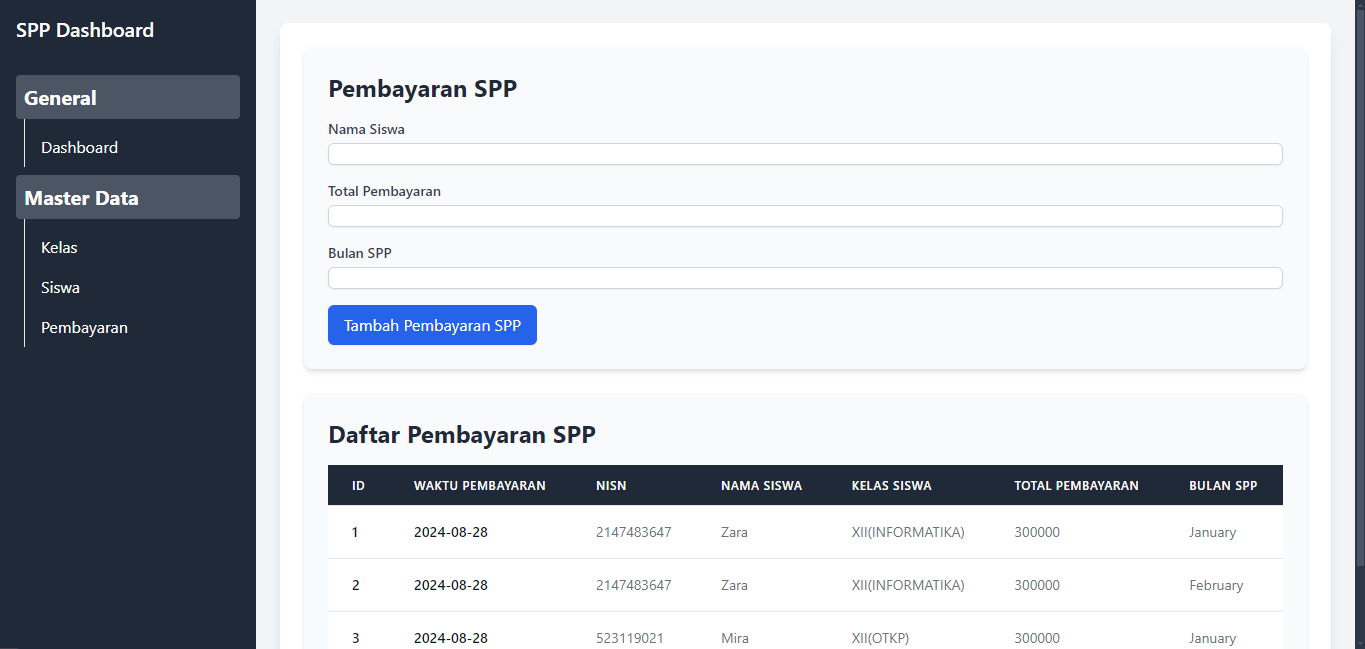 SPP Dashboard
General
Dashboard
Master Data
Kelas
Siswa
Pembayaran
Pembayaran SPP
Nama Siswa
Total Pembayaran
Bulan SPP
Tambah Pembayaran SPP
Daftar Pembayaran SPP
ID WAKTU PEMBAYARAN NISN NAMA SISWA KELAS SISWA TOTAL PEMBAYARAN BULAN SPP
1 2024-08-28 2147483647 Zara XII(INFORMATIKA) 300000 January
2 2024-08-28 2147483647 Zara XII(INFORMATIKA) 300000 February
3 2024-08-28 523119021 Mira XII(OTKP) 300000 January